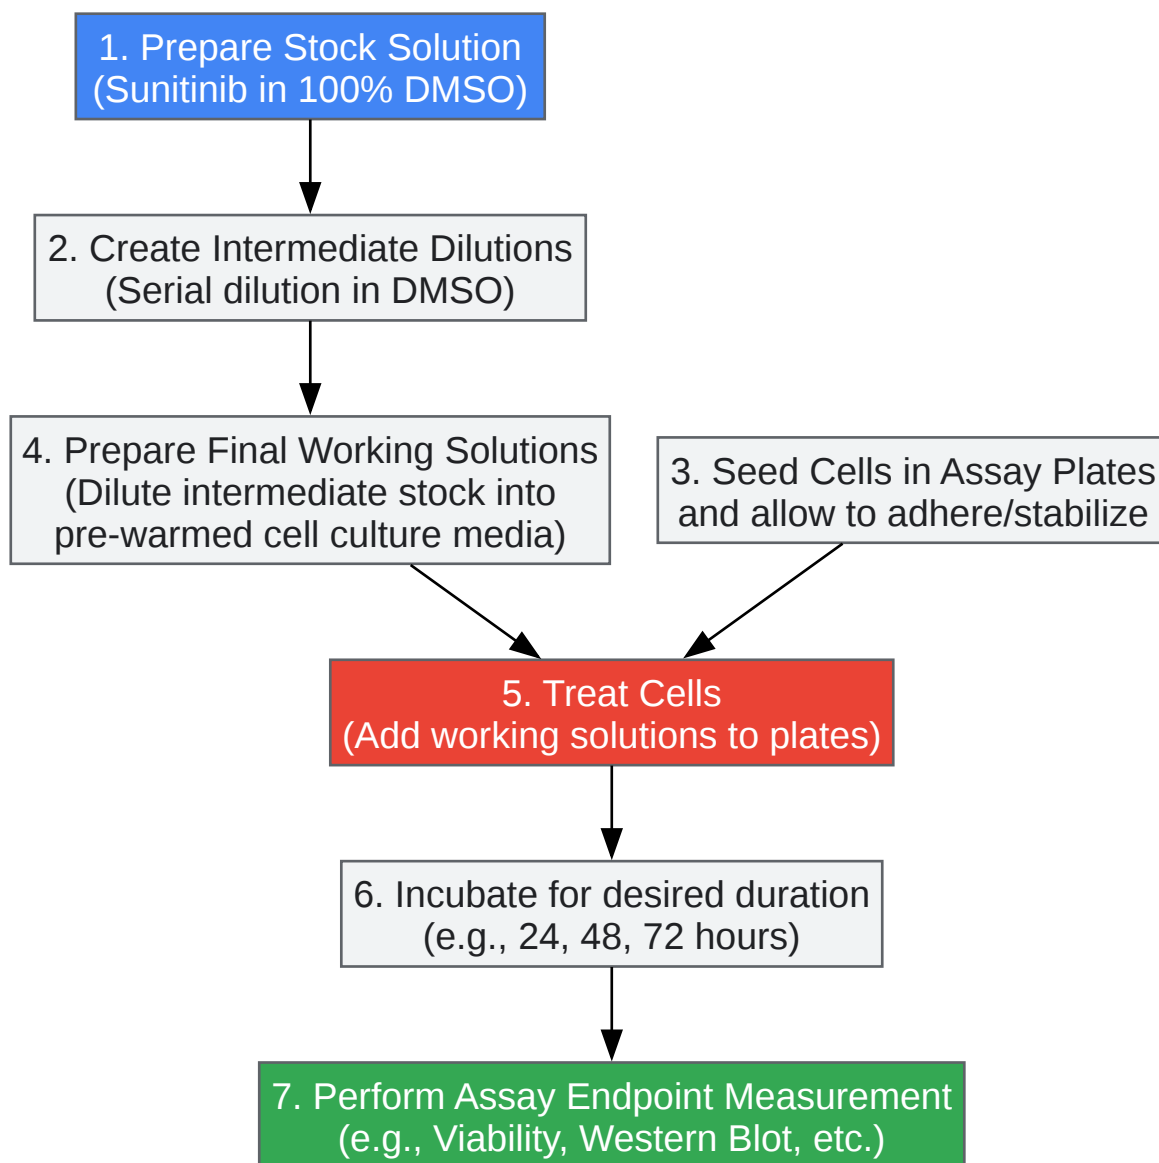 1. Prepare Stock Solution
(Sunitinib in 100% DMSO)
2. Create Intermediate Dilutions
(Serial dilution in DMSO)
4. Prepare Final Working Solutions
(Dilute intermediate stock into
pre-warmed cell culture media)
3. Seed Cells in Assay Plates
and allow to adhere/stabilize
5. Treat Cells
(Add working solutions to plates)
6. Incubate for desired duration
(e.g., 24, 48, 72 hours)
7. Perform Assay Endpoint Measurement
(e.g., Viability, Western Blot, etc.)